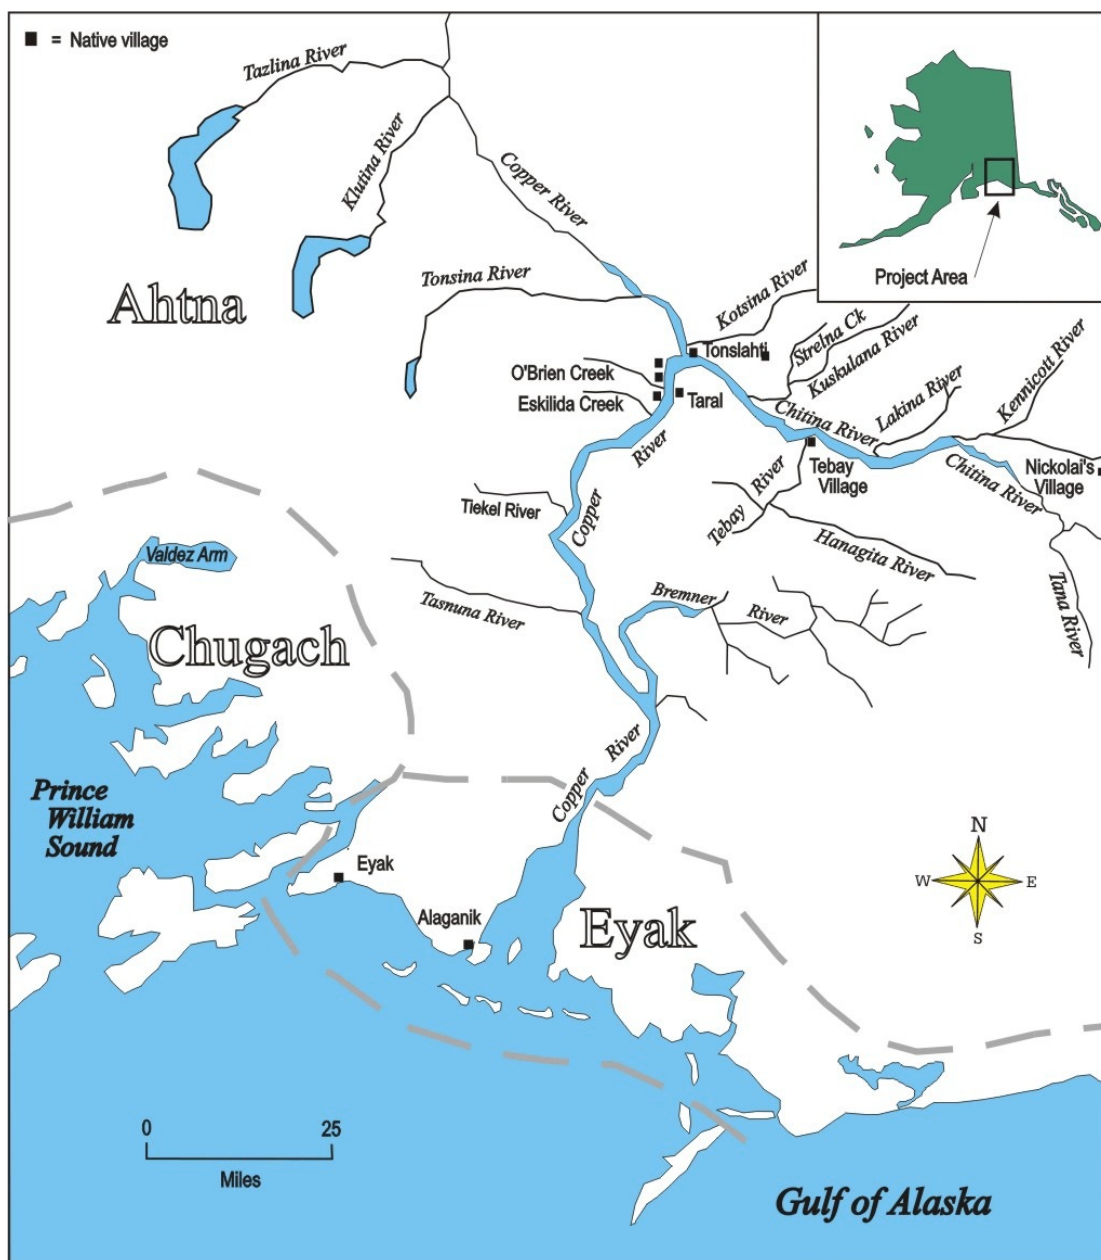 = Native village
Tazlina River
Klutina River
Copper River
Project Area
Ahtna
Tonsina River
Kotsina River
Strelna Ck
Kuskulana River
Tonslahti
O'Brien Creek
Eskilida Creek
Taral
Lakina River
Kennicott River
Chitina River
River
Copper
Tebay
Village
Chitina River
Nickolai's
Village
Tiekel River
Tebay River
Hanagita River
Valdez Arm
Tasnuna River
Bremner
River
Tana River
Chugach
Copper River
Prince
William
Sound
N
W
E
S
Eyak
Alaganik
Eyak
0
25
Miles
Gulf of Alaska